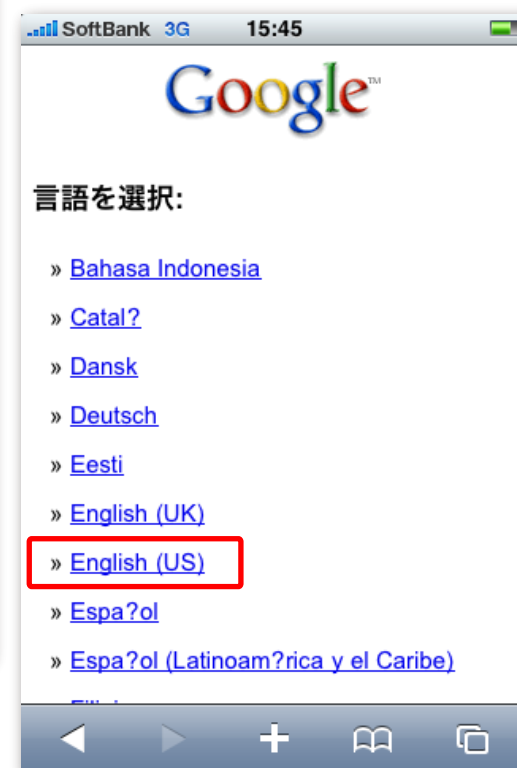 SoftBank 3G 15:45
Google™
言語を選択:
» Bahasa Indonesia
» Catal?
» Dansk
» Deutsch
» Eesti
» English (UK)
» English (US)
» Espa?ol
» Espa?ol (Latinoam?rica y el Caribe)